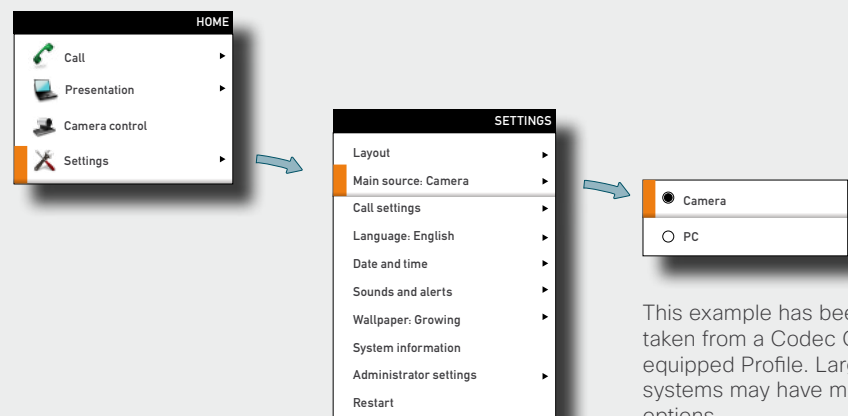 HOME
Call
Presentation
Camera control
Settings
SETTINGS
Layout
Main source: Camera
Call settings
Language: English
Date and time
Sounds and alerts
Wallpaper: Growing
System information
Administrator settings
Restart
Camera
PC
This example has
taken from a Codec
equipped Profile.
systems may have
options